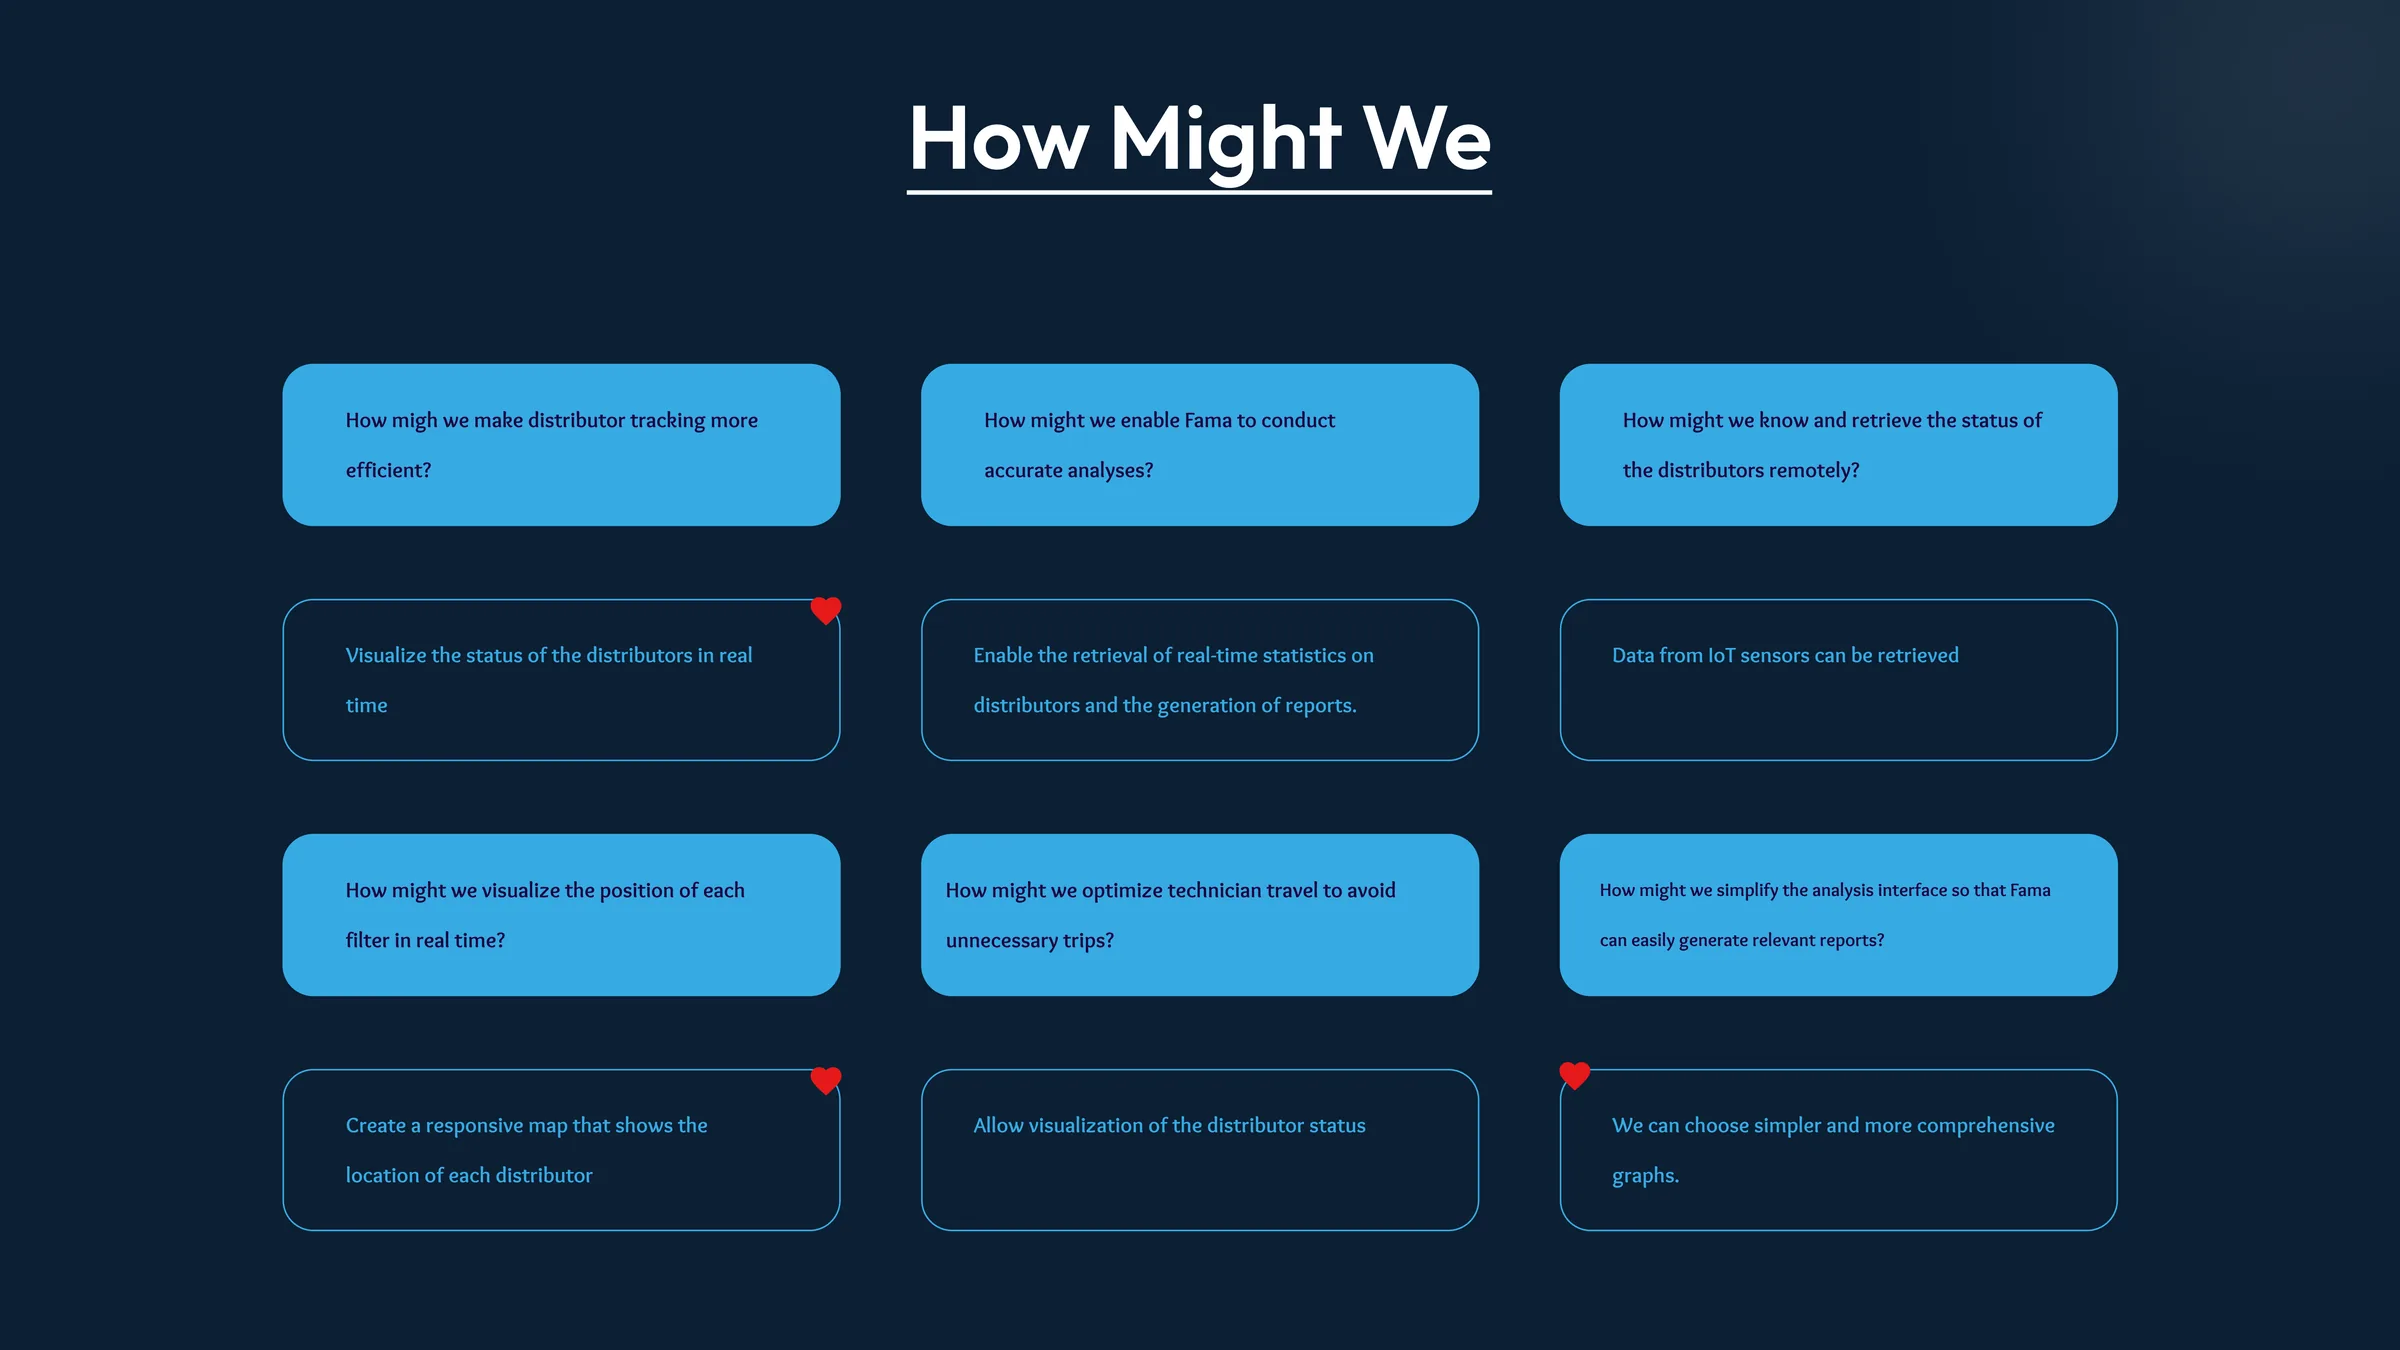 How Might We
How migh we make distributor tracking more
efficient?
How might we enable Fama to conduct
accurate analyses?
How might we know and retrieve the status of
the distributors remotely?
Visualize the status of the distributors in real
time
Enable the retrieval of real-time statistics on
distributors and the generation of reports.
Data from IoT sensors can be retrieved
How might we visualize the position of each
filter in real time?
How might we optimize technician travel to avoid
unnecessary trips?
How might we simplify the analysis interface so that Fama
can easily generate relevant reports?
Create a responsive map that shows the
location of each distributor
Allow visualization of the distributor status
We can choose simpler and more comprehensive
graphs.